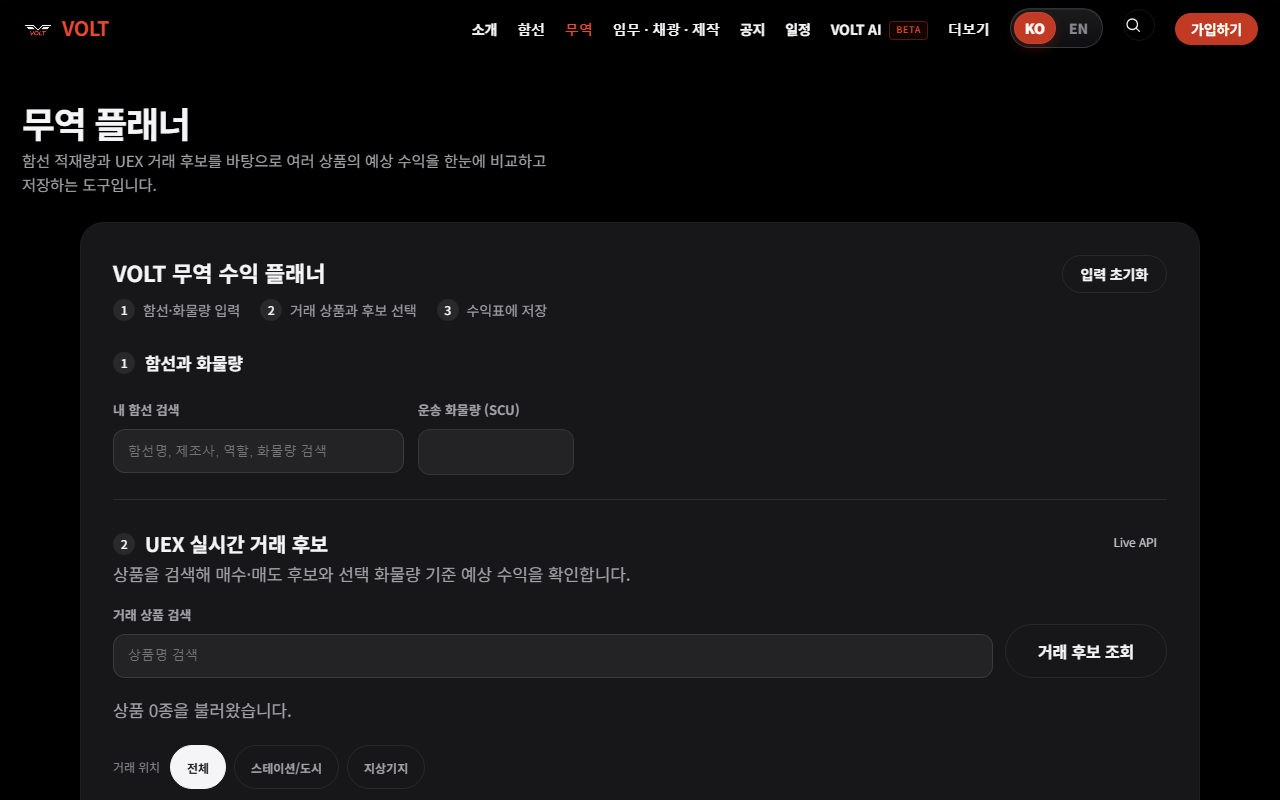 VOLT VOLT 소개 함선 무역 임무 · 채광 · 제작 공지 일정 VOLT AI BETA 더보기 KO EN 가입하기
무역 플래너
함선 적재량과 UEX 거래 후보를 바탕으로 여러 상품의 예상 수익을 한눈에 비교하고
저장하는 도구입니다.
VOLT 무역 수익 플래너 입력 초기화
1 함선·화물량 입력 2 거래 상품과 후보 선택 3 수익표에 저장
1 함선과 화물량
내 함선 검색 운송 화물량 (SCU)
함선명, 제조사, 역할, 화물량 검색
2 UEX 실시간 거래 후보 Live API
상품을 검색해 매수·매도 후보와 선택 화물량 기준 예상 수익을 확인합니다.
거래 상품 검색
상품명 검색 거래 후보 조회
상품 0종을 불러왔습니다.
거래 위치 전체 스테이션/도시 지상기지